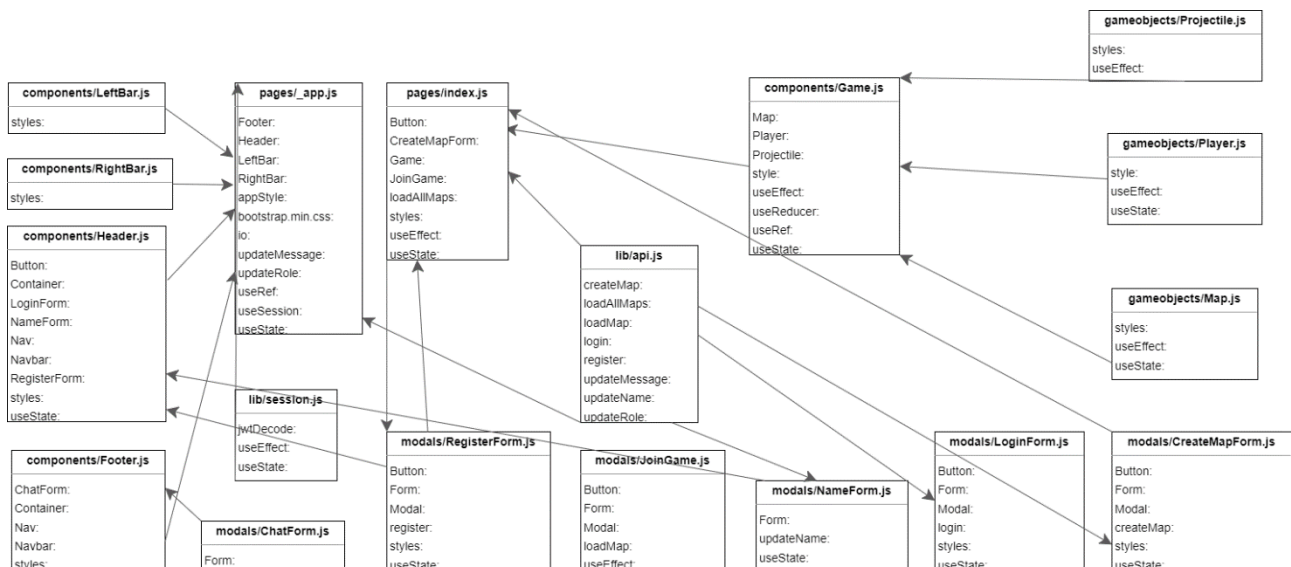 gameobjects/Projectile.js
styles:
useEffect:
components/LeftBar.js
styles:
components/RightBar.js
styles:
components/Header.js
Button:
Container:
LoginForm:
NameForm:
Nav:
Navbar:
RegisterForm:
styles:
useState:
components/Footer.js
ChatForm:
Container:
Nav:
Navbar:
styles:
pages/_app.js
Footer:
Header:
LeftBar:
RightBar:
appStyle:
bootstrap.min.css:
io:
updateMessage:
updateRole:
useRef:
useSession:
useState:
lib/session.js
jwtDecode:
useEffect:
useState:
modals/ChatForm.js
Form:
pages/index.js
Button:
CreateMapForm:
Game:
JoinGame:
loadAllMaps:
styles:
useEffect:
useState:
modals/RegisterForm.js
Button:
Form:
Modal:
register:
styles:
useState:
lib/api.js
createMap:
loadAllMaps:
loadMap:
login:
register:
updateMessage:
updateName:
updateRole:
modals/JoinGame.js
Button:
Form:
Modal:
loadMap:
useEffect:
components/Game.js
Map:
Player:
Projectile:
style:
useEffect:
useReducer:
useRef:
useState:
modals/NameForm.js
Form:
updateName:
useState:
gameobjects/Player.js
style:
useEffect:
useState:
gameobjects/Map.js
styles:
useEffect:
useState:
modals/LoginForm.js
Button:
Form:
Modal:
login:
styles:
useState:
modals/CreateMapForm.js
Button:
Form:
Modal:
createMap:
styles:
useState: